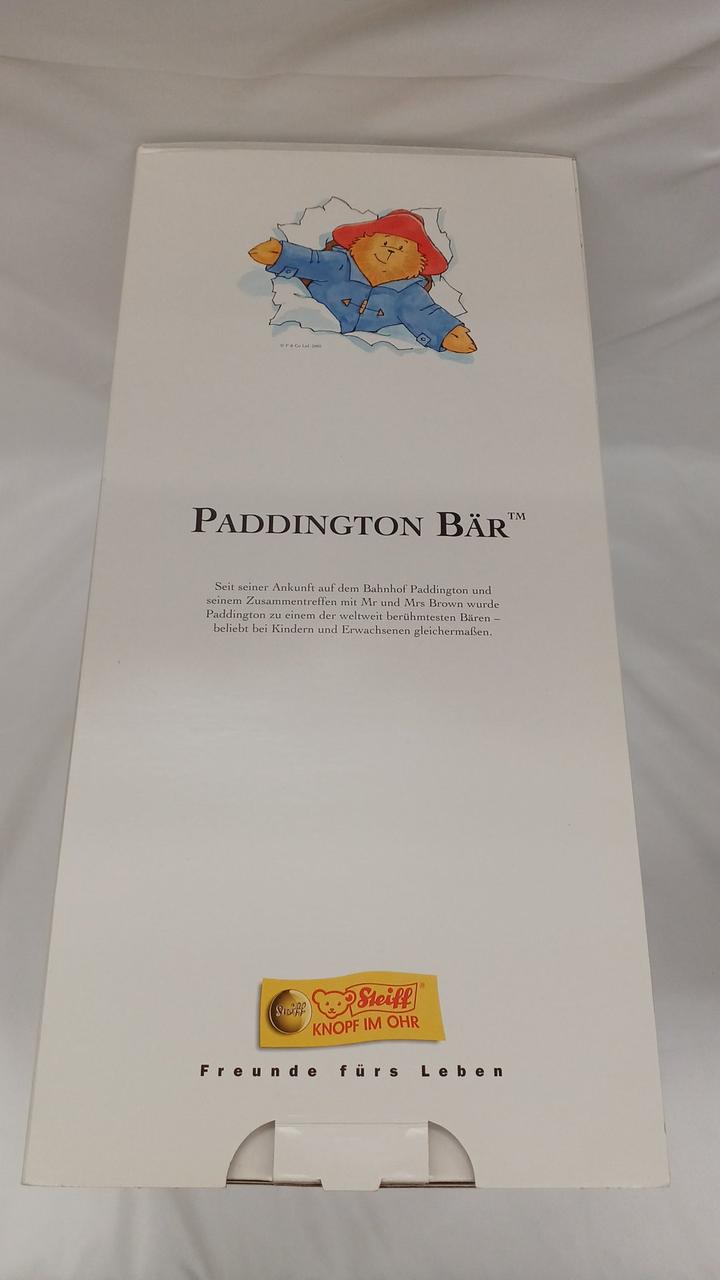 © P & Co Ltd. 2002
PADDINGTON BÄR™
Seit seiner Ankunft auf dem Bahnhof Paddington und
seinem Zusammentreffen mit Mr und Mrs Brown wurde
Paddington zu einem der weltweit berühmtesten Bären –
beliebt bei Kindern und Erwachsenen gleichermaßen.
Steiff
Steiff®
KNOPF IM OHR
Freunde fürs Leben